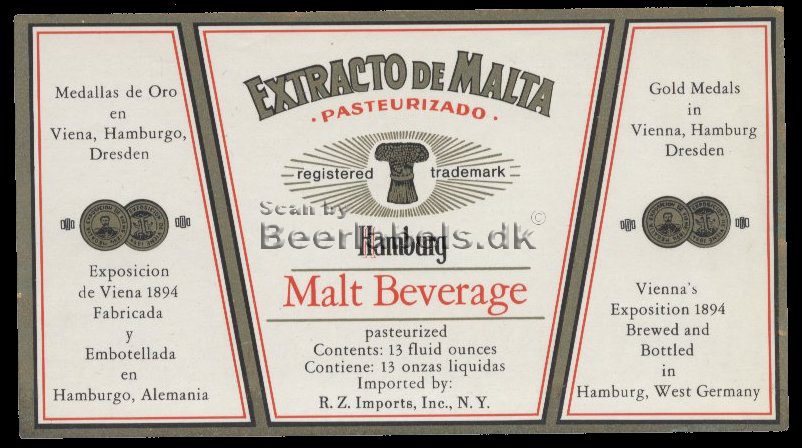 Medallas de Oro
en
Viena, Hamburgo,
Dresden
Exposicion
de Viena 1894
Fabricada
y
Embotellada
en
Hamburgo, Alemania
EXTRACTO DE MALTA
· PASTEURIZADO ·
registered trademark
Scan by
Beerlabels.dk ©
Hamburg
Malt Beverage
pasteurized
Contents: 13 fluid ounces
Contiene: 13 onzas liquidas
Imported by:
R. Z. Imports, Inc., N. Y.
Gold Medals
in
Vienna, Hamburg
Dresden
Vienna's
Exposition 1894
Brewed and
Bottled
in
Hamburg, West Germany